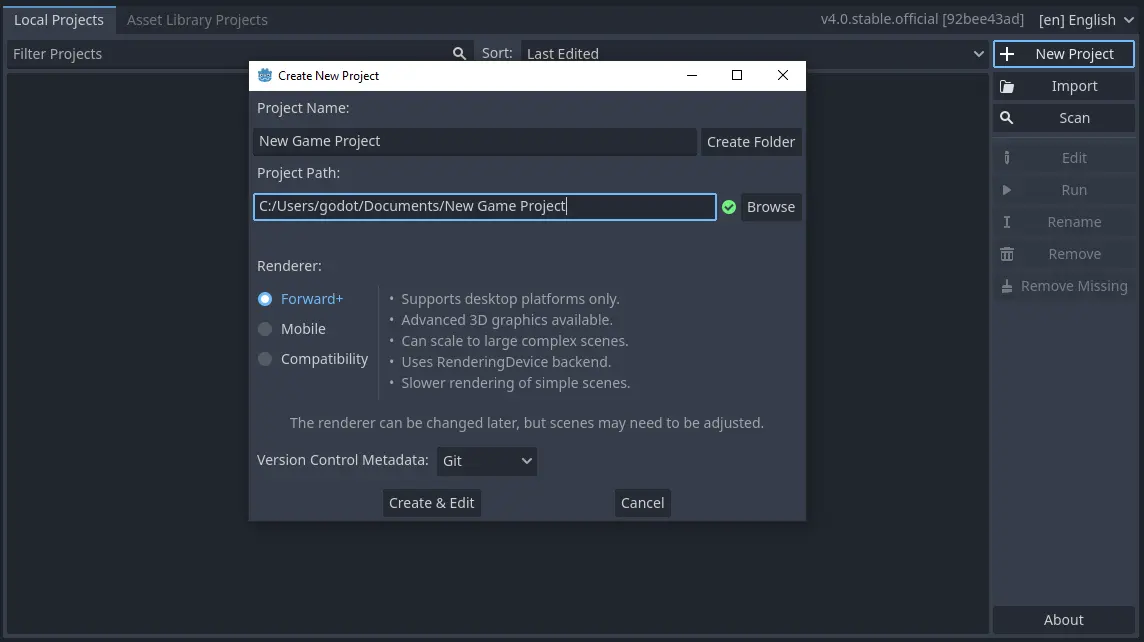 Local Projects Asset Library Projects v4.0.stable.official [92bee43ad] [en] English
Filter Projects Sort: Last Edited New Project
Create New Project
Import
Scan
Edit
Run
Rename
Remove
Remove Missing
About
Project Name:
New Game Project Create Folder
Project Path:
C:/Users/godot/Documents/New Game Project Browse
Renderer:
Forward+
Mobile
Compatibility
• Supports desktop platforms only.
• Advanced 3D graphics available.
• Can scale to large complex scenes.
• Uses RenderingDevice backend.
• Slower rendering of simple scenes.
The renderer can be changed later, but scenes may need to be adjusted.
Version Control Metadata: Git
Create & Edit Cancel